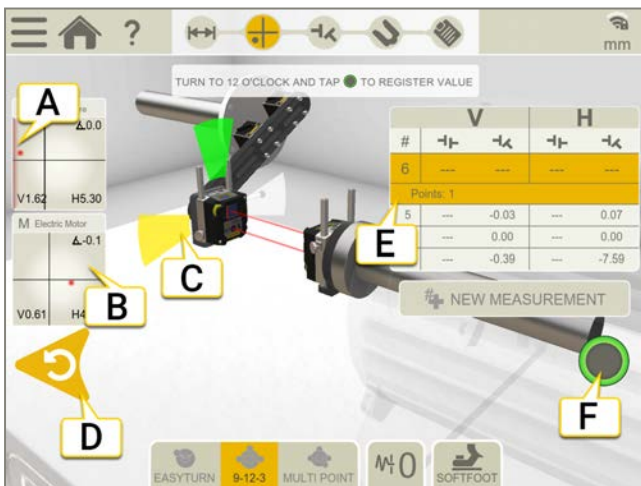 ?
mm
TURN TO 12 O'CLOCK AND TAP TO REGISTER VALUE
A
∡0.0
V1.62 H5.30
M Electric Motor
∡-0.1
V0.61 H4
B
C
D
V H
#
6 --- --- --- ---
Points: 1
5 --- -0.03 --- 0.07
--- 0.00 --- 0.00
--- -0.39 --- -7.59
E
NEW MEASUREMENT
F
EASYTURN 9-12-3 MULTI POINT
0
SOFTFOOT